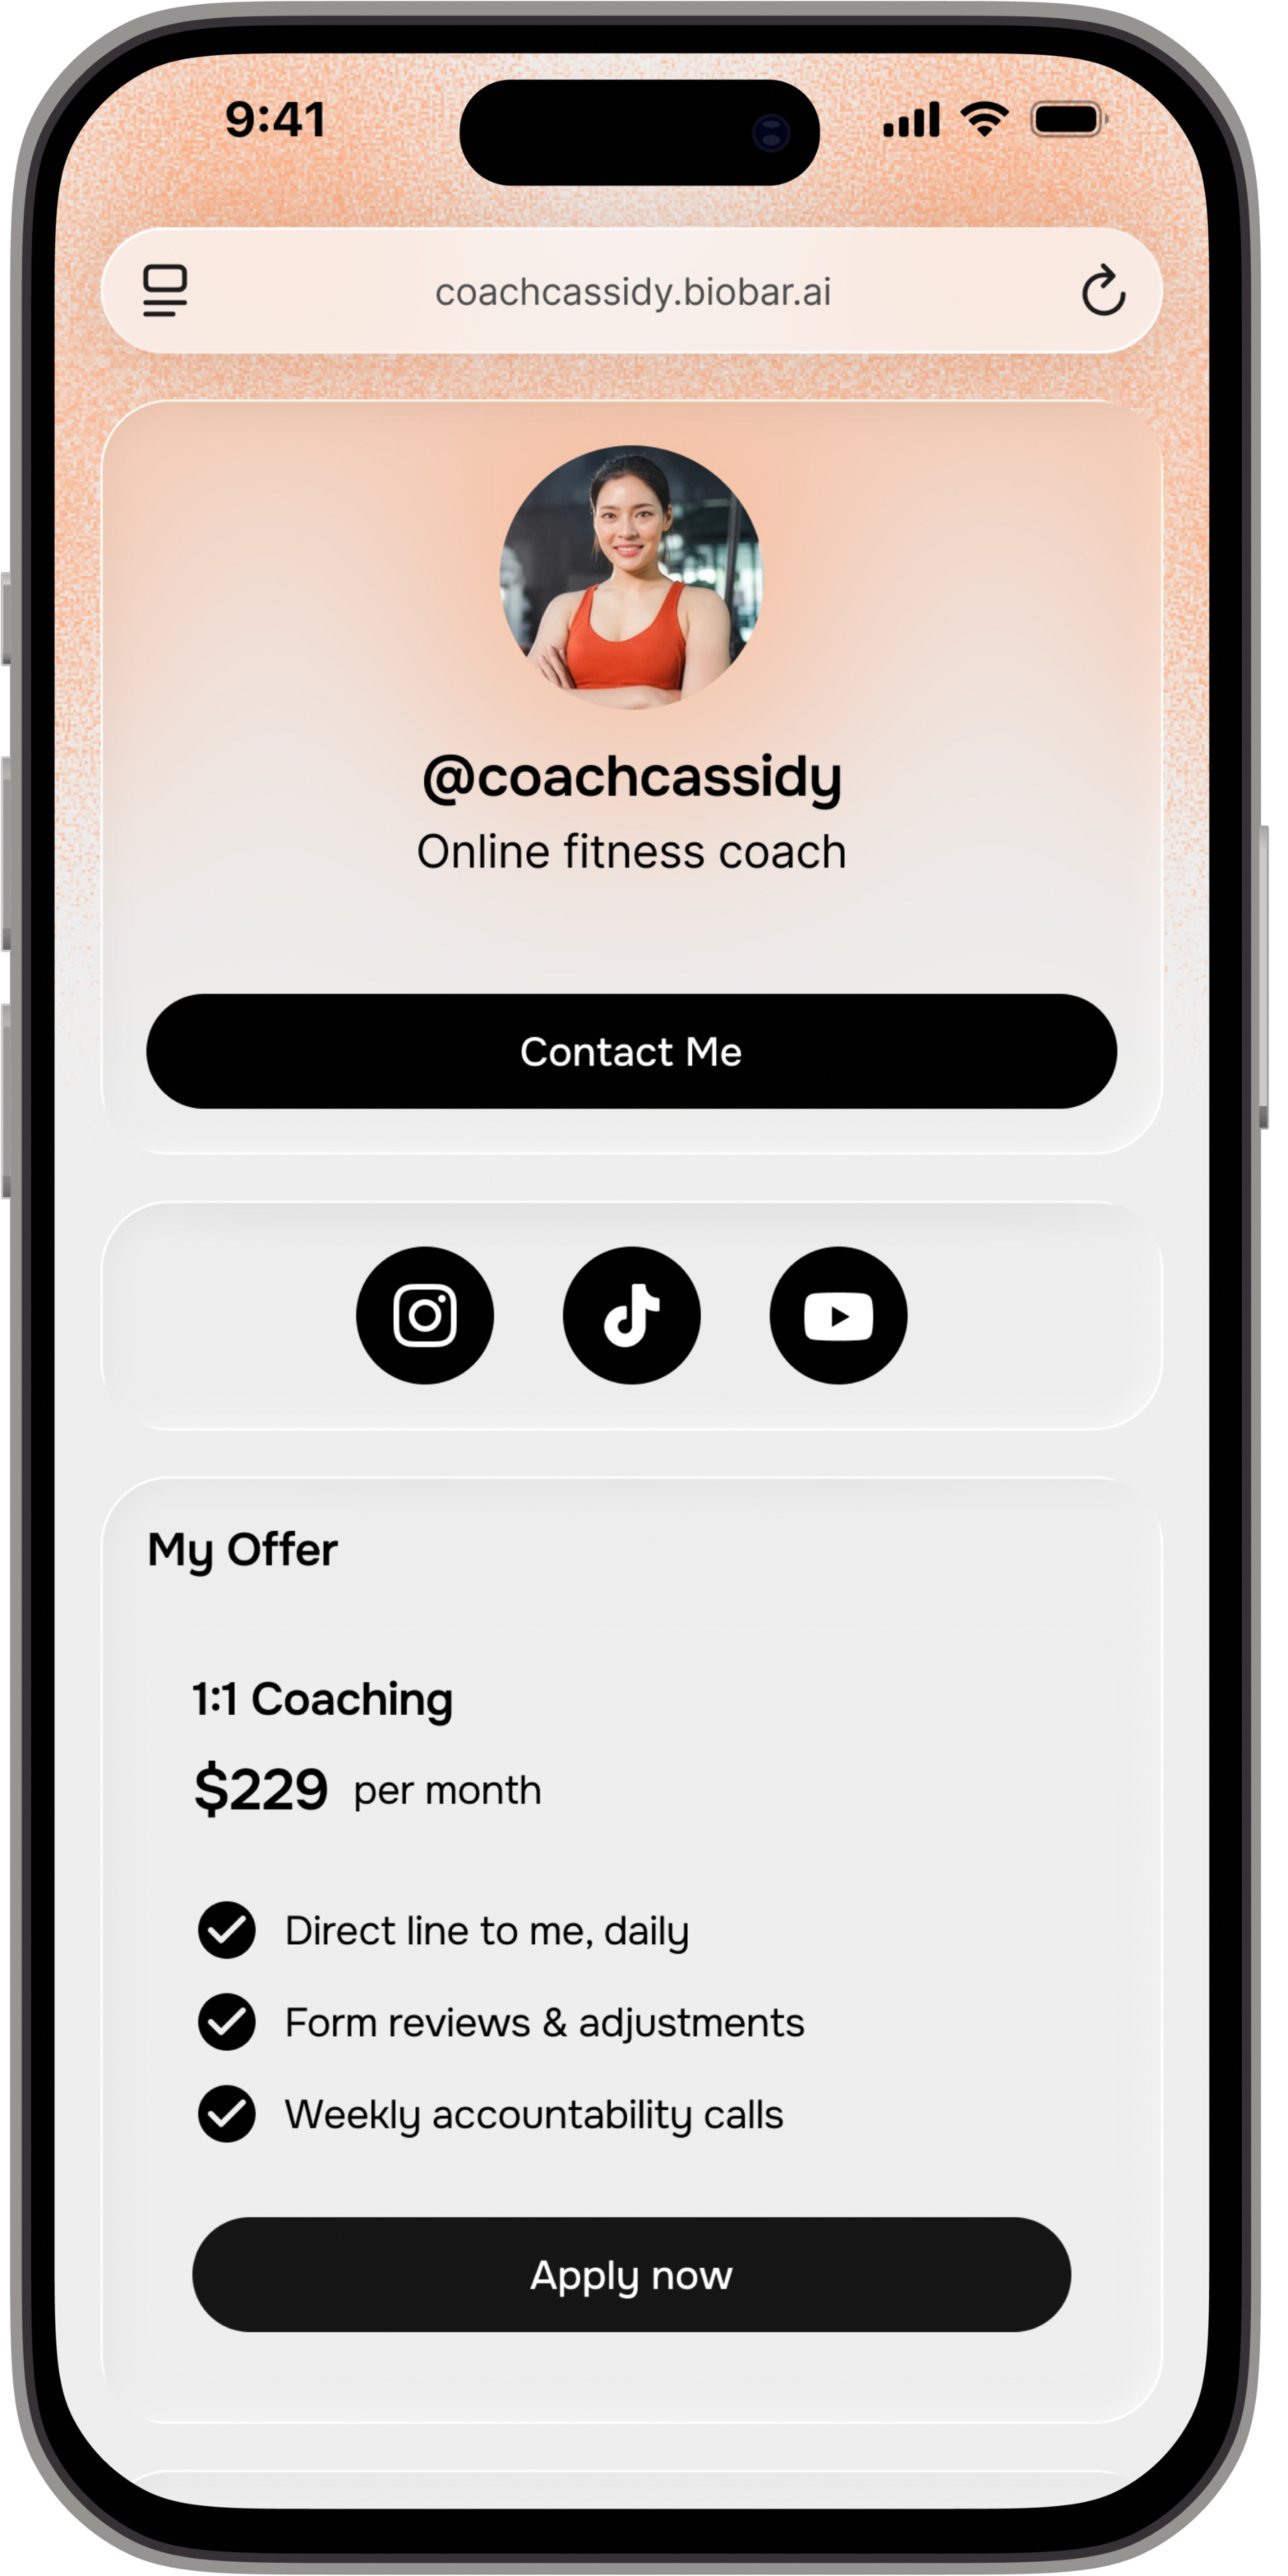 9:41
coachcassidy.biobar.ai
@coachcassidy
Online fitness coach
Contact Me
My Offer
1:1 Coaching
$229 per month
Direct line to me, daily
Form reviews & adjustments
Weekly accountability calls
Apply now